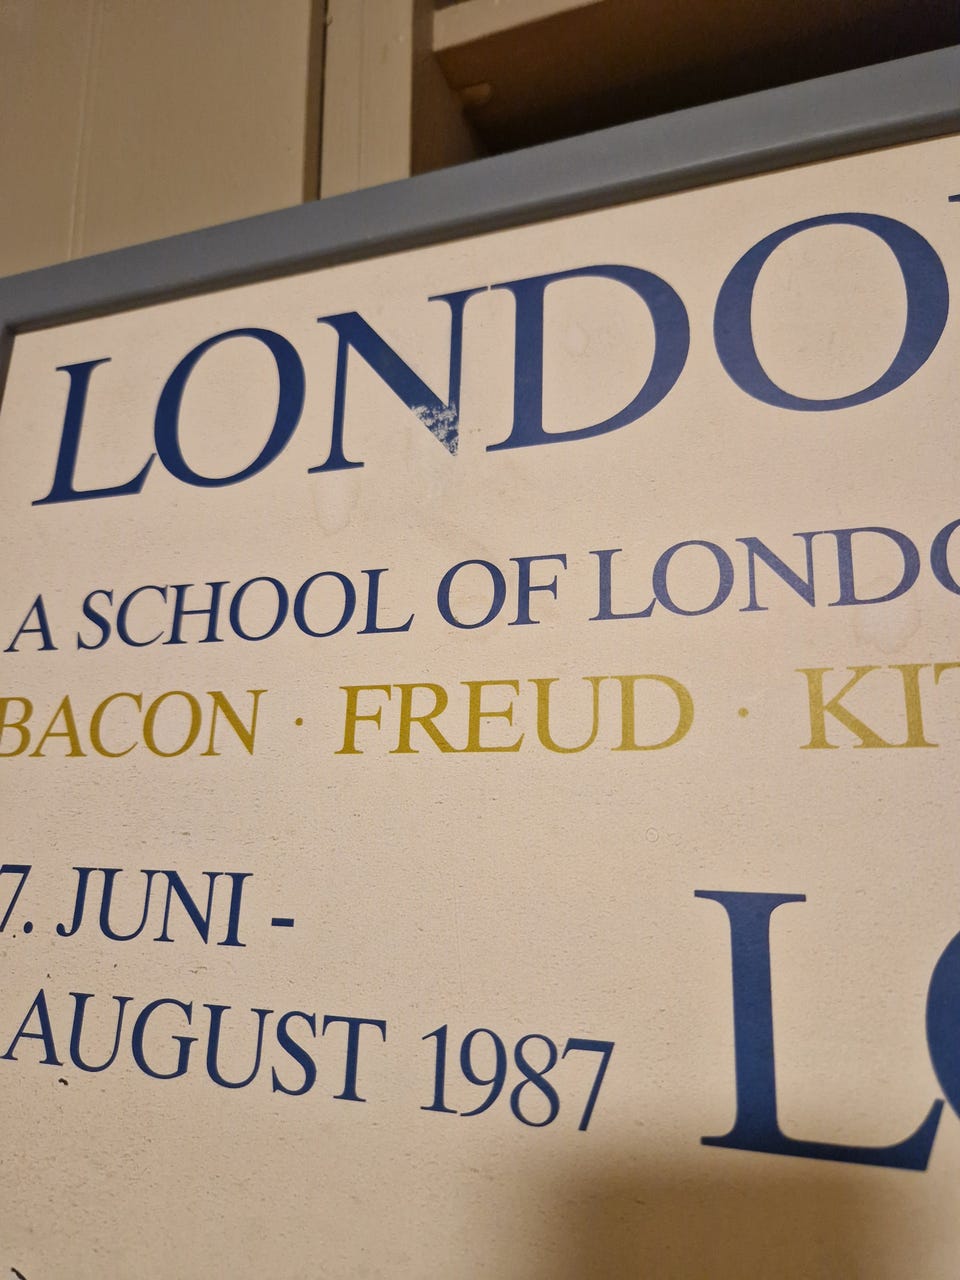 LONDO
A SCHOOL OF LONDO
BACON · FREUD · KIT
7. JUNI -
AUGUST 1987
LO